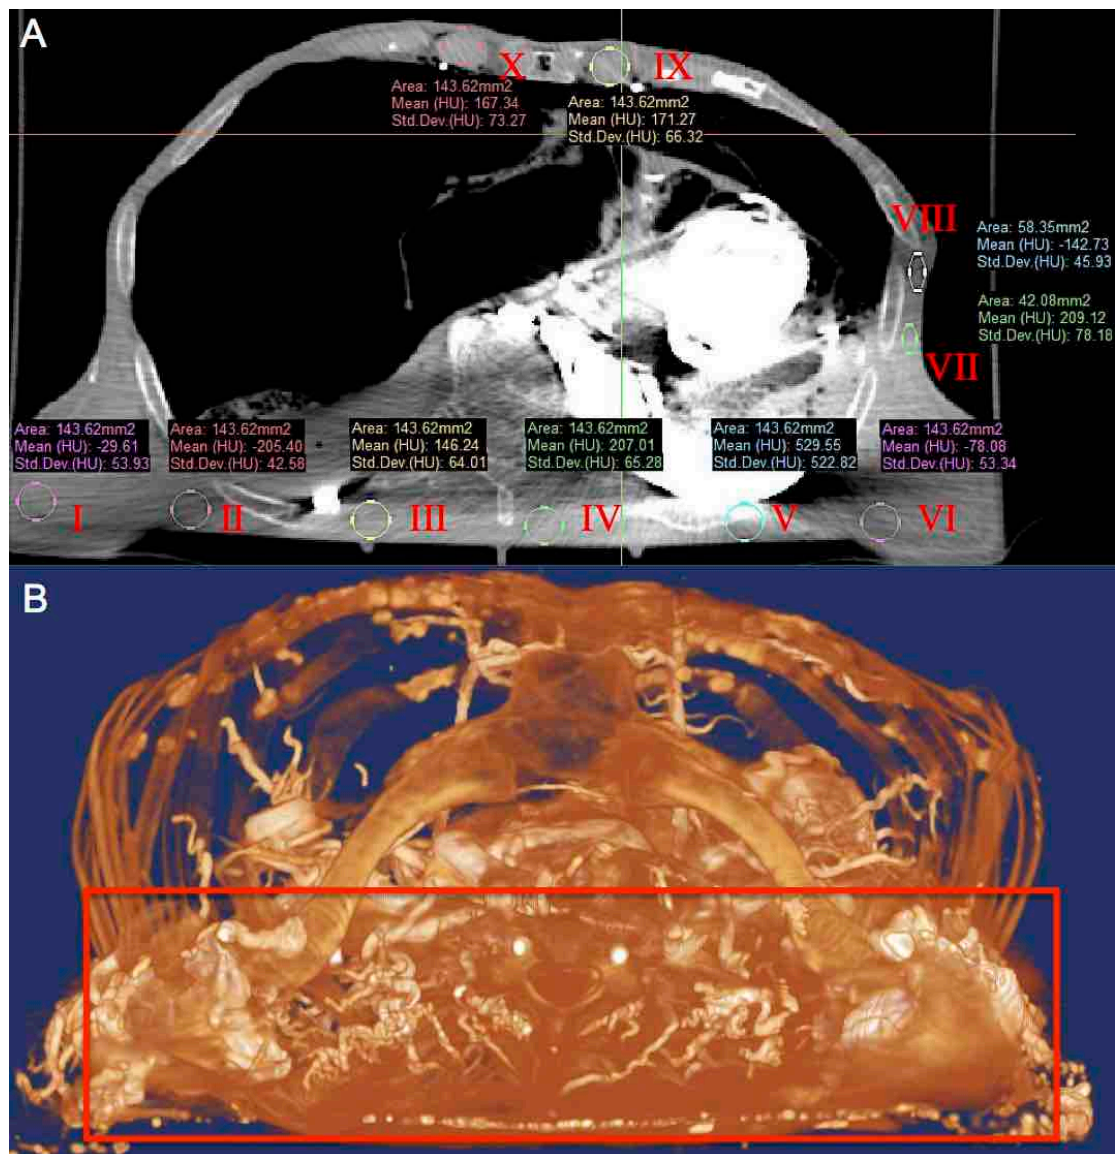 A
X
IX
Area: 143.62mm2
Mean (HU): 167.34
Std.Dev.(HU): 73.27
Area: 143.62mm2
Mean (HU): 171.27
Std.Dev.(HU): 66.32
VIII
Area: 58.35mm2
Mean (HU): -142.73
Std.Dev.(HU): 45.93
Area: 42.08mm2
Mean (HU): 209.12
Std.Dev.(HU): 78.18
VII
Area: 143.62mm2
Mean (HU): -29.61
Std.Dev.(HU): 53.93
Area: 143.62mm2
Mean (HU): -205.40
Std.Dev.(HU): 42.58
Area: 143.62mm2
Mean (HU): 146.24
Std.Dev.(HU): 64.01
Area: 143.62mm2
Mean (HU): 207.01
Std.Dev.(HU): 65.28
Area: 143.62mm2
Mean (HU): 529.55
Std.Dev.(HU): 522.82
Area: 143.62mm2
Mean (HU): -78.08
Std.Dev.(HU): 53.34
I
II
III
IV
V
VI
B